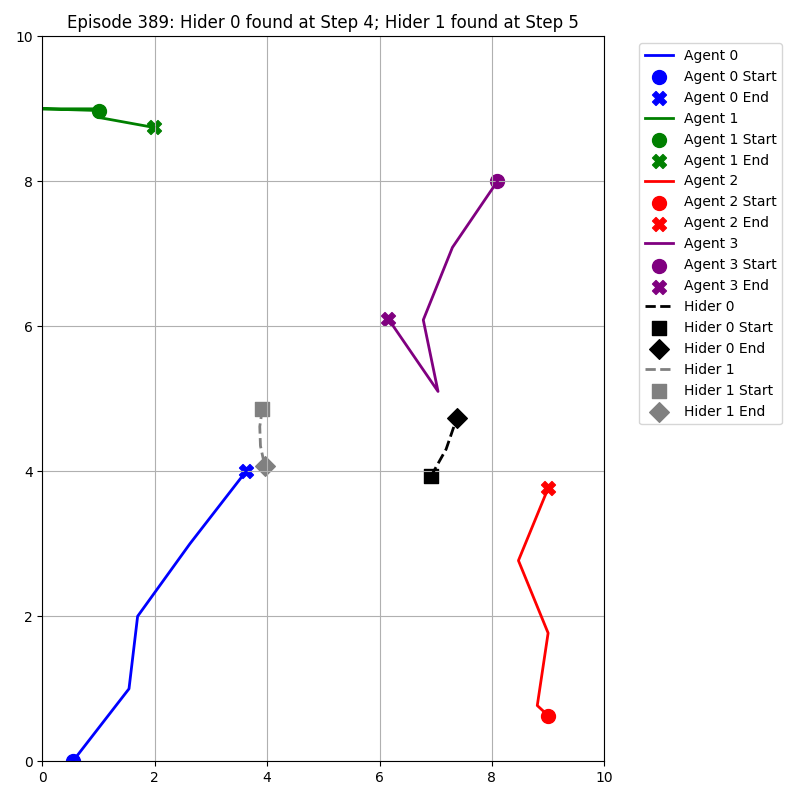 Episode 389: Hider 0 found at Step 4; Hider 1 found at Step 5
10
8
6
4
2
0
0 2 4 6 8 10
Agent 0
Agent 0 Start
Agent 0 End
Agent 1
Agent 1 Start
Agent 1 End
Agent 2
Agent 2 Start
Agent 2 End
Agent 3
Agent 3 Start
Agent 3 End
Hider 0
Hider 0 Start
Hider 0 End
Hider 1
Hider 1 Start
Hider 1 End